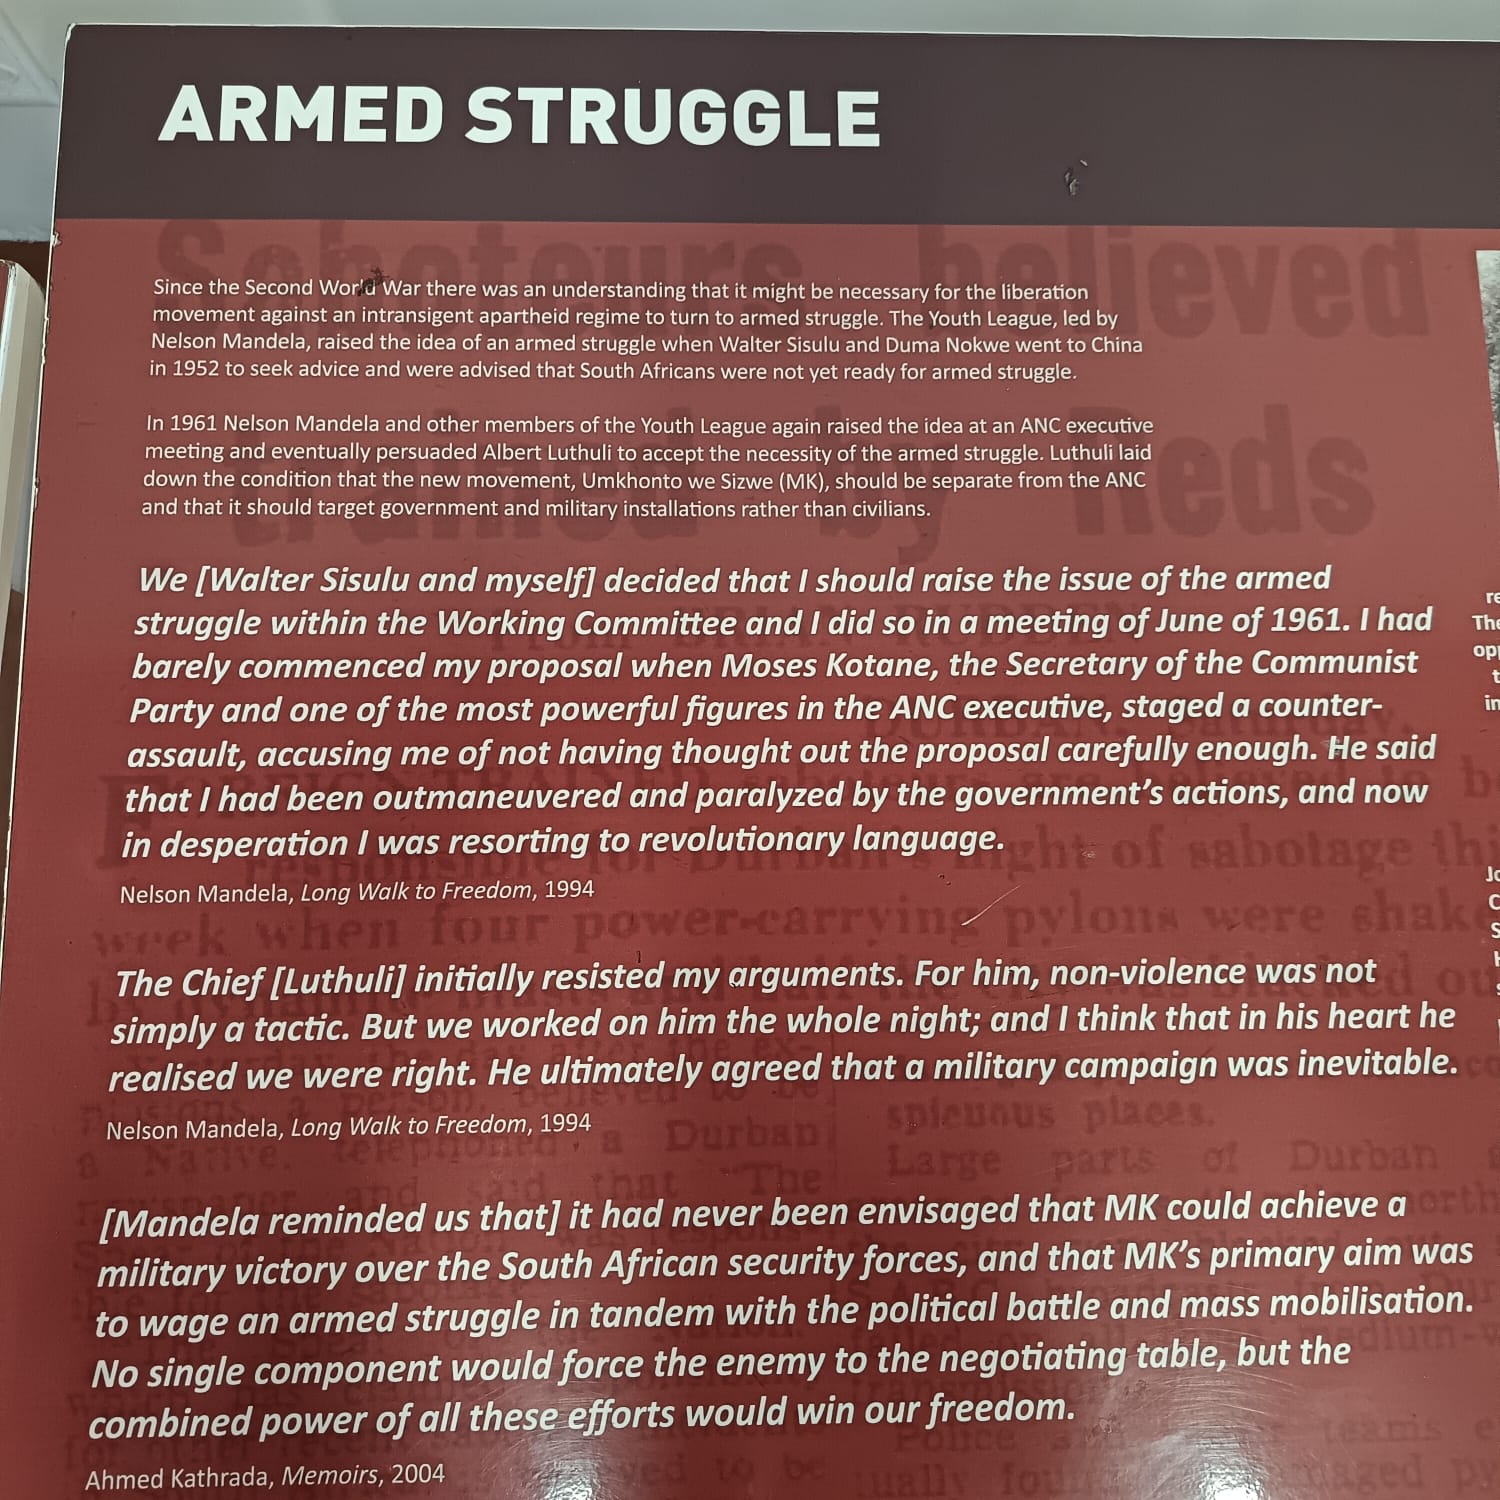 ARMED STRUGGLE
Since the Second World War there was an understanding that it might be necessary for the liberation
movement against an intransigent apartheid regime to turn to armed struggle. The Youth League, led by
Nelson Mandela, raised the idea of an armed struggle when Walter Sisulu and Duma Nokwe went to China
in 1952 to seek advice and were advised that South Africans were not yet ready for armed struggle.
In 1961 Nelson Mandela and other members of the Youth League again raised the idea at an ANC executive
meeting and eventually persuaded Albert Luthuli to accept the necessity of the armed struggle. Luthuli laid
down the condition that the new movement, Umkhonto we Sizwe (MK), should be separate from the ANC
and that it should target government and military installations rather than civilians.
We [Walter Sisulu and myself] decided that I should raise the issue of the armed
struggle within the Working Committee and I did so in a meeting of June of 1961. I had
barely commenced my proposal when Moses Kotane, the Secretary of the Communist
Party and one of the most powerful figures in the ANC executive, staged a counter-
assault, accusing me of not having thought out the proposal carefully enough. He said
that I had been outmaneuvered and paralyzed by the government's actions, and now
in desperation I was resorting to revolutionary language.
Nelson Mandela, Long Walk to Freedom, 1994
The Chief [Luthuli] initially resisted my arguments. For him, non-violence was not
simply a tactic. But we worked on him the whole night; and I think that in his heart he
realised we were right. He ultimately agreed that a military campaign was inevitable.
Nelson Mandela, Long Walk to Freedom, 1994
[Mandela reminded us that] it had never been envisaged that MK could achieve a
military victory over the South African security forces, and that MK's primary aim was
to wage an armed struggle in tandem with the political battle and mass mobilisation.
No single component would force the enemy to the negotiating table, but the
combined power of all these efforts would win our freedom.
Ahmed Kathrada, Memoirs, 2004
Saboteurs believed
trained by Reds